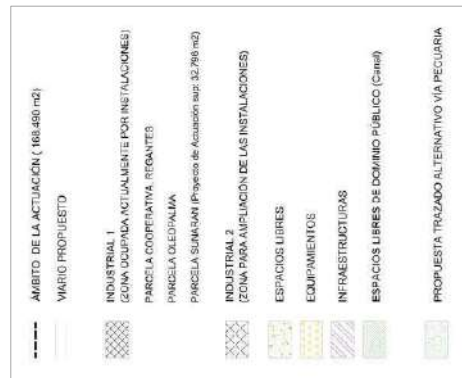 ÁMBITO DE LA ACTUACIÓN ( 168.490 m2)
VIARIO PROPUESTO
INDUSTRIAL 1
(ZONA OCUPADA ACTUALMENTE POR INSTALACIONES)
PARCELA COOPERATIVA REGANTES
PARCELA OLEOPALMA
PARCELA SUNARAN (Proyecto de Actuación sup: 32.796 m2)
INDUSTRIAL 2
(ZONA PARA AMPLIACIÓN DE LAS INSTALACIONES)
ESPACIOS LIBRES
EQUIPAMIENTOS
INFRAESTRUCTURAS
ESPACIOS LIBRES DE DOMINIO PÚBLICO (Canal)
PROPUESTA TRAZADO ALTERNATIVO VÍA PECUARIA